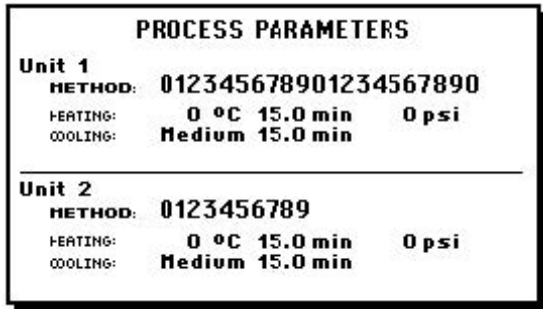 PROCESS PARAMETERS
Unit 1
METHOD: 012345678901234567890
HEATING: 0 ºC 15.0 min 0 psi
COOLING: Medium 15.0 min
Unit 2
METHOD: 0123456789
HEATING: 0 ºC 15.0 min 0 psi
COOLING: Medium 15.0 min